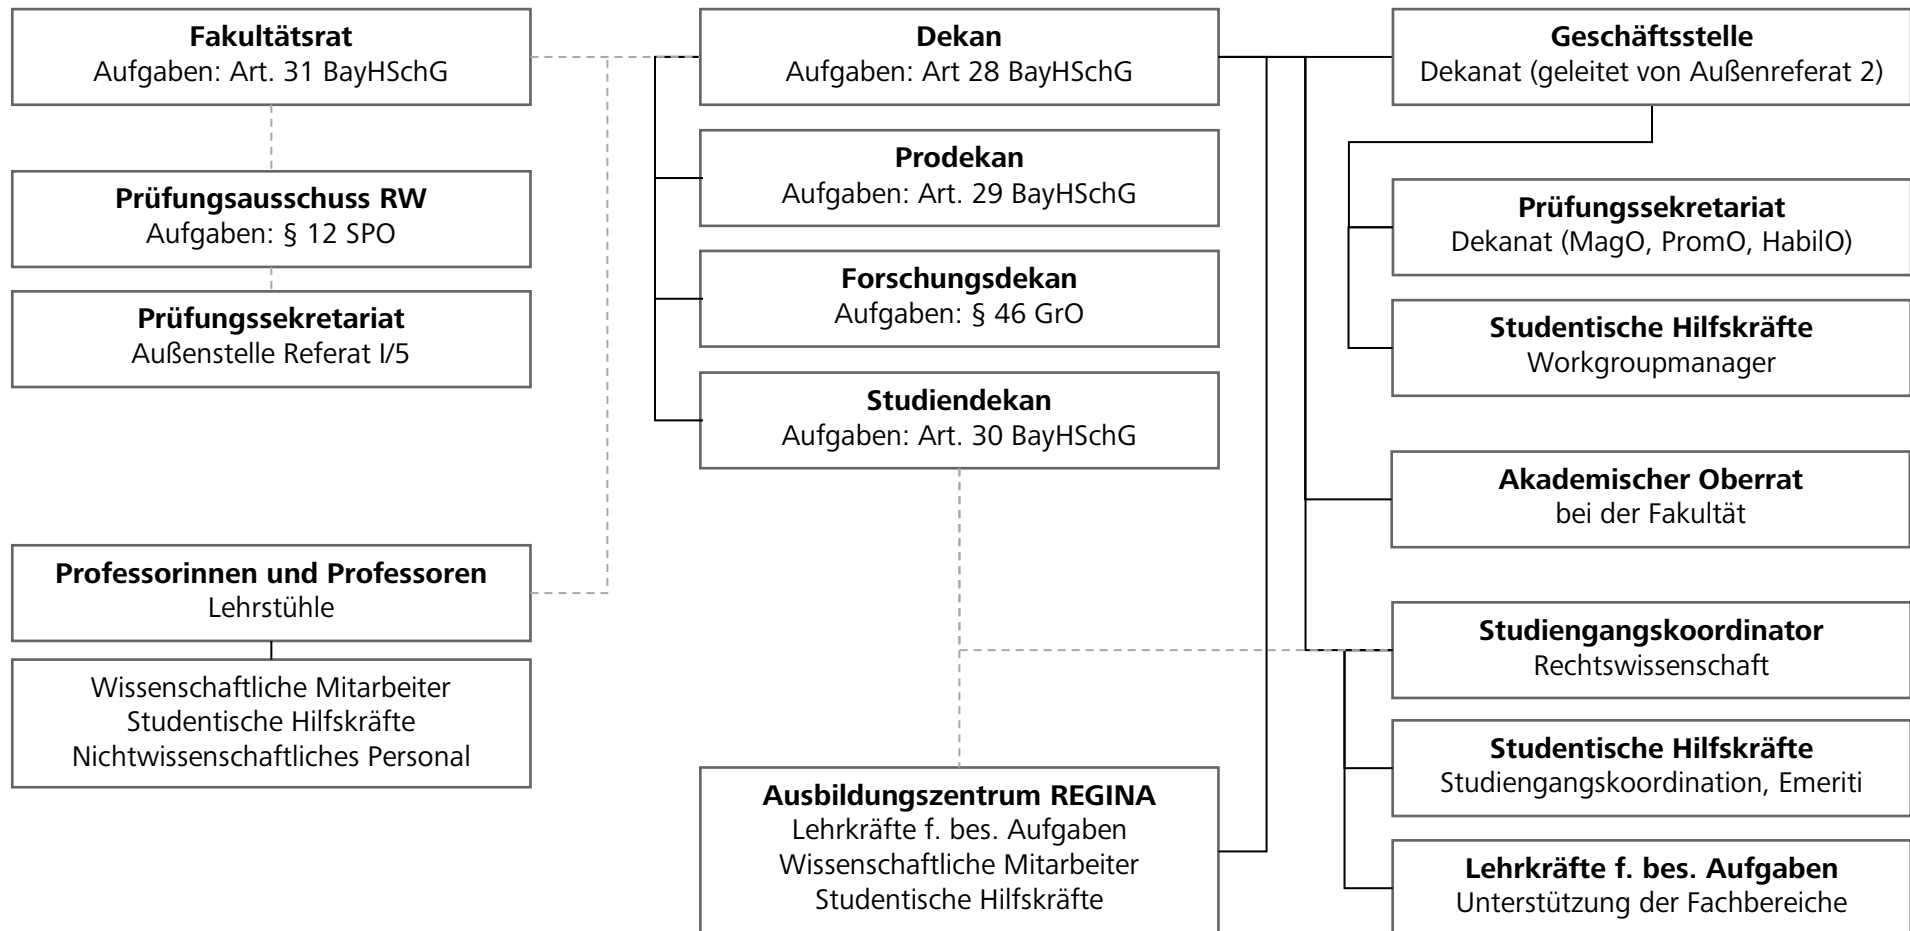 Fakultätsrat
Aufgaben: Art. 31 BayHSchG
Prüfungsausschuss RW
Aufgaben: § 12 SPO
Prüfungssekretariat
Außenstelle Referat I/5
Professorinnen und Professoren
Lehrstühle
Wissenschaftliche Mitarbeiter
Studentische Hilfskräfte
Nichtwissenschaftliches Personal
Dekan
Aufgaben: Art 28 BayHSchG
Prodekan
Aufgaben: Art. 29 BayHSchG
Forschungsdekan
Aufgaben: § 46 GrO
Studiendekan
Aufgaben: Art. 30 BayHSchG
Ausbildungszentrum REGINA
Lehrkräfte f. bes. Aufgaben
Wissenschaftliche Mitarbeiter
Studentische Hilfskräfte
Geschäftsstelle
Dekanat (geleitet von Außenreferat 2)
Prüfungssekretariat
Dekanat (MagO, PromO, HabilO)
Studentische Hilfskräfte
Workgroupmanager
Akademischer Oberrat
bei der Fakultät
Studiengangskoordinator
Rechtswissenschaft
Studentische Hilfskräfte
Studiengangskoordination, Emeriti
Lehrkräfte f. bes. Aufgaben
Unterstützung der Fachbereiche